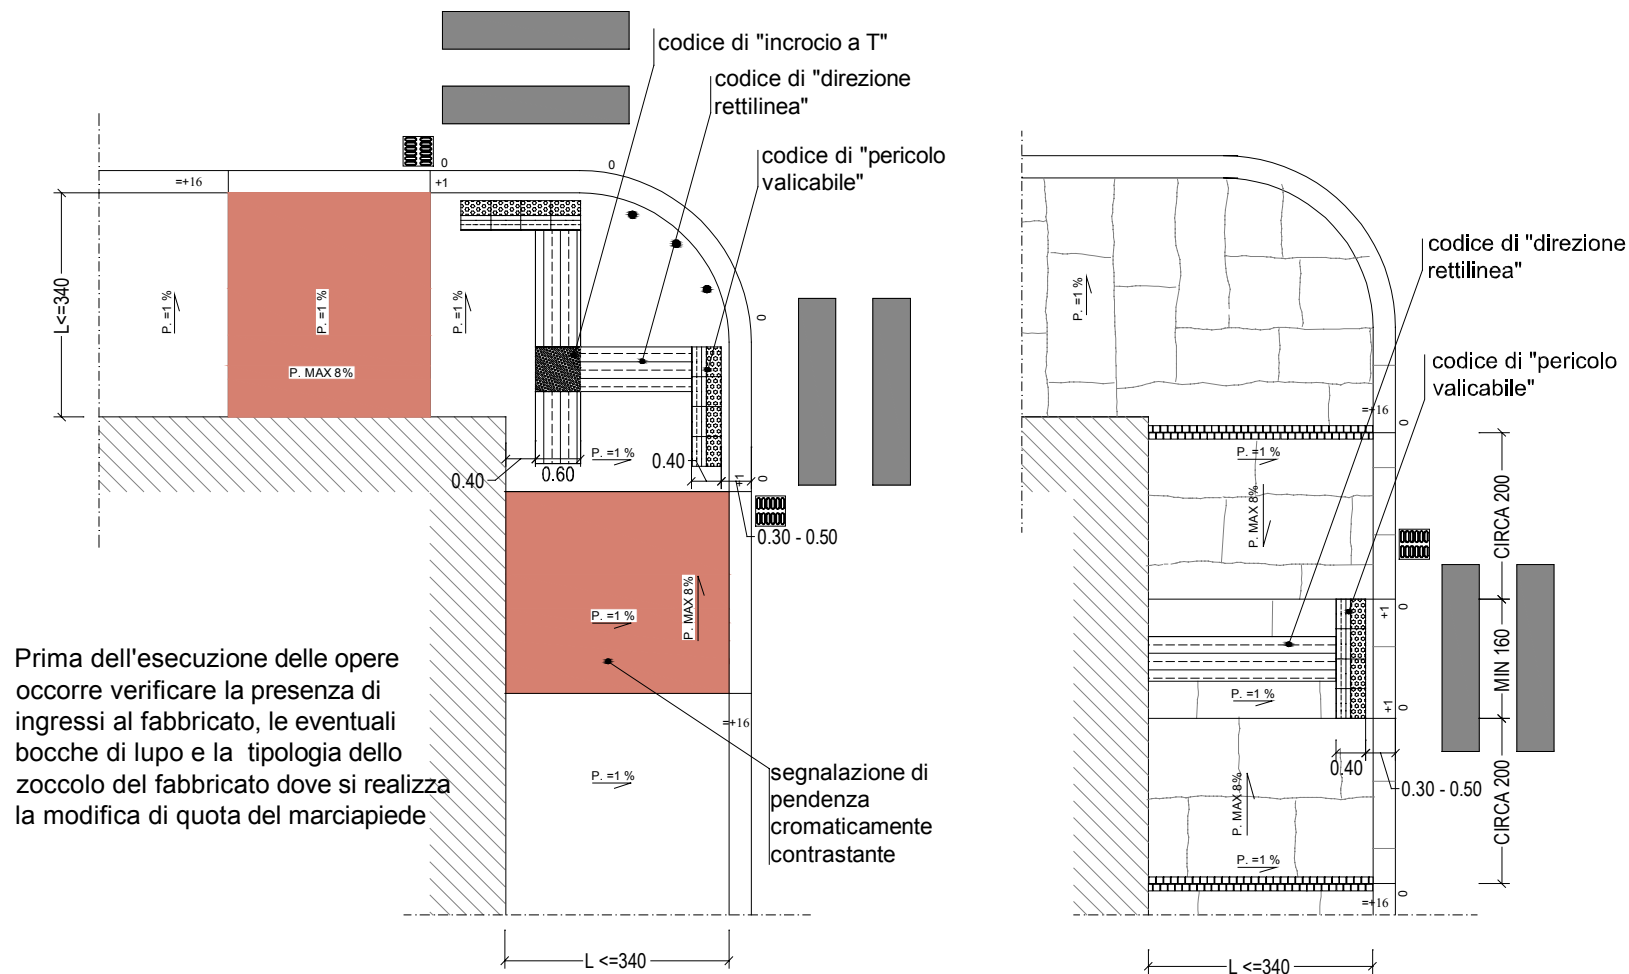 codice di "incrocio a T"
codice di "direzione
rettilinea"
codice di "pericolo
valicabile"
0
0
=+16
+1
L<=340
P. =1 %
P. =1 %
P. =1 %
P. MAX 8%
0
P. =1 %
0.40
0.60
0.40
+1
0
0.30 - 0.50
P. =1 %
P. MAX 8%
=+16
P. =1 %
Prima dell'esecuzione delle opere
occorre verificare la presenza di
ingressi al fabbricato, le eventuali
bocche di lupo e la tipologia dello
zoccolo del fabbricato dove si realizza
la modifica di quota del marciapiede
segnalazione di
pendenza
cromaticamente
contrastante
L <=340
codice di "direzione
rettilinea"
codice di "pericolo
valicabile"
P. =1 %
=+16
0
P. =1 %
P. MAX 8%
CIRCA 200
+1
0
MIN 160
P. =1 %
+1
0
0.40
0.30 - 0.50
P. MAX 8%
CIRCA 200
P. =1 %
=+16
0
L <=340